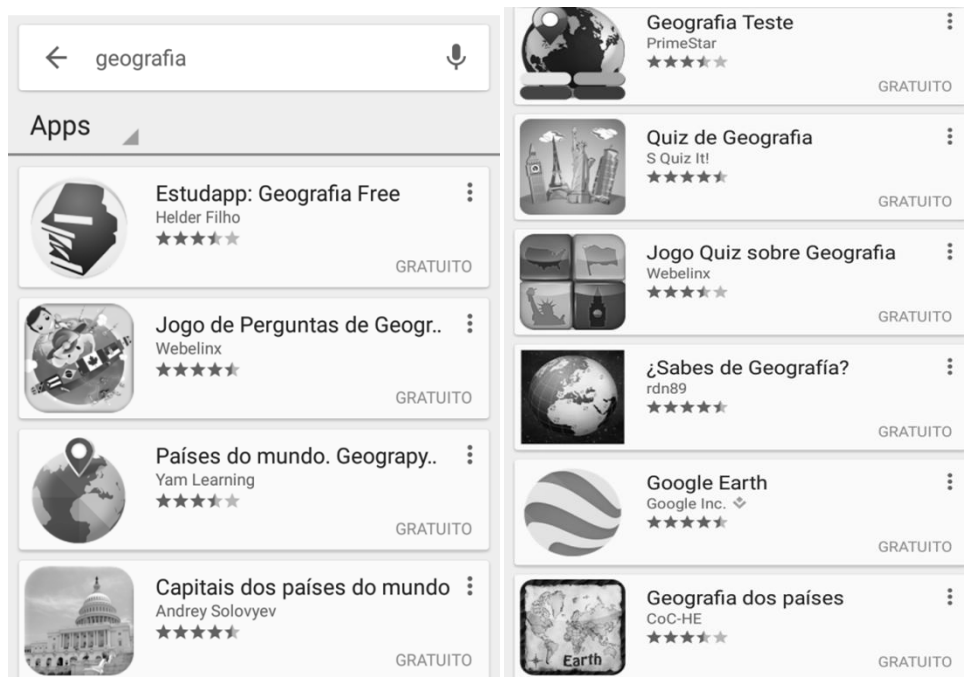 geografia
Apps
Estudapp: Geografia Free
Helder Filho
GRATUITO
Jogo de Perguntas de Geogr..
Webelinx
GRATUITO
Países do mundo. Geograpy..
Yam Learning
GRATUITO
Capitais dos países do mundo
Andrey Solovyev
GRATUITO
Geografia Teste
PrimeStar
GRATUITO
Quiz de Geografia
S Quiz It!
GRATUITO
Jogo Quiz sobre Geografia
Webelinx
GRATUITO
¿Sabes de Geografía?
rdn89
GRATUITO
Google Earth
Google Inc.
GRATUITO
Geografia dos países
CoC-HE
Earth
GRATUITO